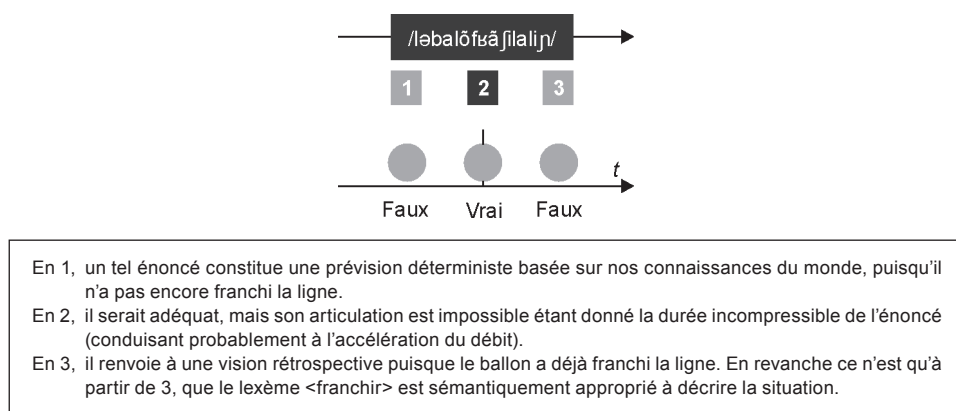 /ləbalõfʁɑ̃ʃilaliɲ/
1 2 3
t
Faux Vrai Faux
En 1, un tel énoncé constitue une prévision déterministe basée sur nos connaissances du monde, puisqu'il
n'a pas encore franchi la ligne.
En 2, il serait adéquat, mais son articulation est impossible étant donné la durée incompressible de l'énoncé
(conduisant probablement à l'accélération du débit).
En 3, il renvoie à une vision rétrospective puisque le ballon a déjà franchi la ligne. En revanche ce n'est qu'à
partir de 3, que le lexème <franchir> est sémantiquement approprié à décrire la situation.